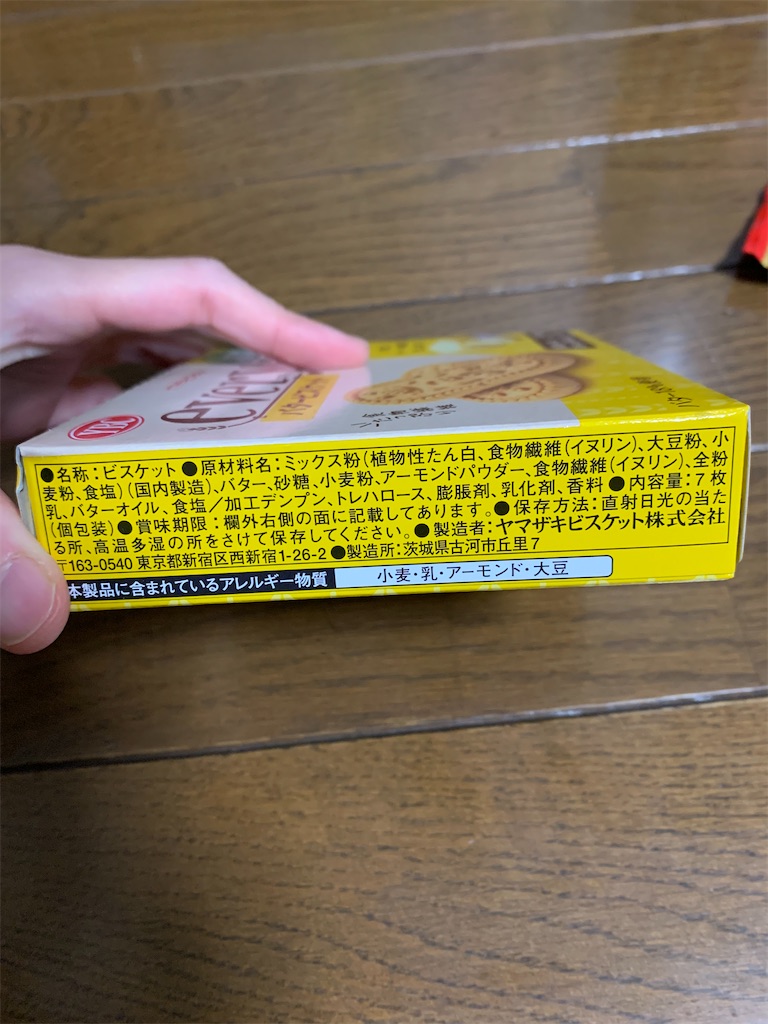 YBC
●名称:ビスケット●原材料名:ミックス粉(植物性たん白、食物繊維(イヌリン)、大豆粉、小
麦粉、食塩)(国内製造)、バター、砂糖、小麦粉、アーモンドパウダー、食物繊維(イヌリン)、全粉
乳、バターオイル、食塩/加工デンプン、トレハロース、膨脹剤、乳化剤、香料●内容量:7枚
(個包装)●賞味期限:欄外右側の面に記載してあります。●保存方法:直射日光の当た
る所、高温多湿の所をさけて保存してください。●製造者:ヤマザキビスケット株式会社
〒163-0540 東京都新宿区西新宿1-26-2●製造所:茨城県古河市丘里7
本製品に含まれているアレルギー物質 小麦・乳・アーモンド・大豆